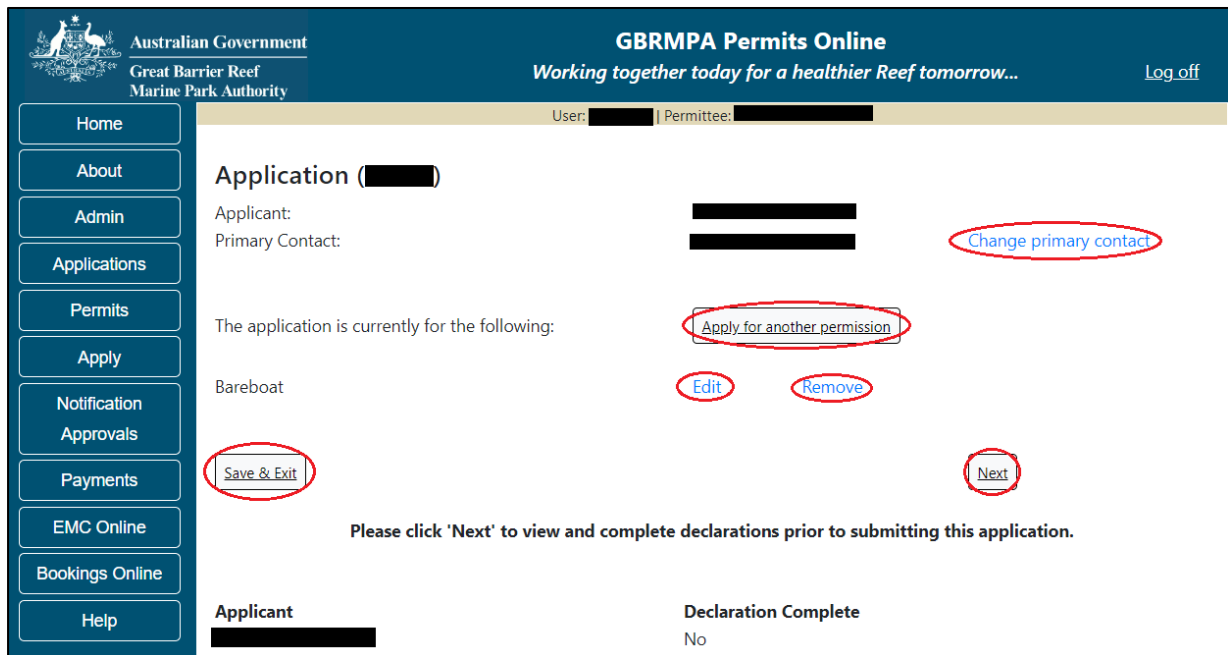 Australian Government
Great Barrier Reef
Marine Park Authority
GBRMPA Permits Online
Working together today for a healthier Reef tomorrow...
Log off
Home
About
Admin
Applications
Permits
Apply
Notification
Approvals
Payments
EMC Online
Bookings Online
Help
User: | Permittee:
Application ( )
Applicant:
Primary Contact: Change primary contact
The application is currently for the following: Apply for another permission
Bareboat Edit Remove
Save & Exit Next
Please click 'Next' to view and complete declarations prior to submitting this application.
Applicant Declaration Complete
No